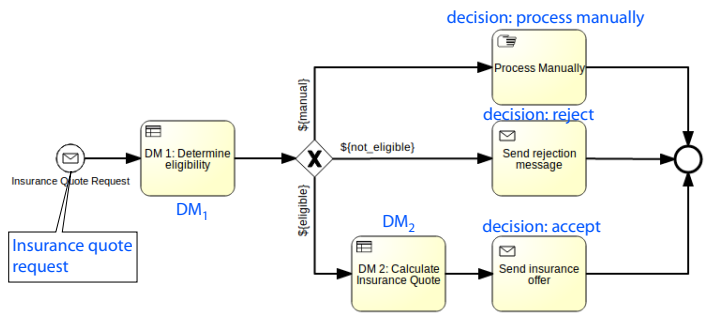 decision: process manually
Process Manually
${manual}
decision: reject
${not_eligible}
DM 1: Determine
eligibility
Send rejection
message
Insurance Quote Request
DM1
${eligible}
DM2
decision: accept
Insurance quote
request
DM 2: Calculate
Insurance Quote
Send insurance
offer